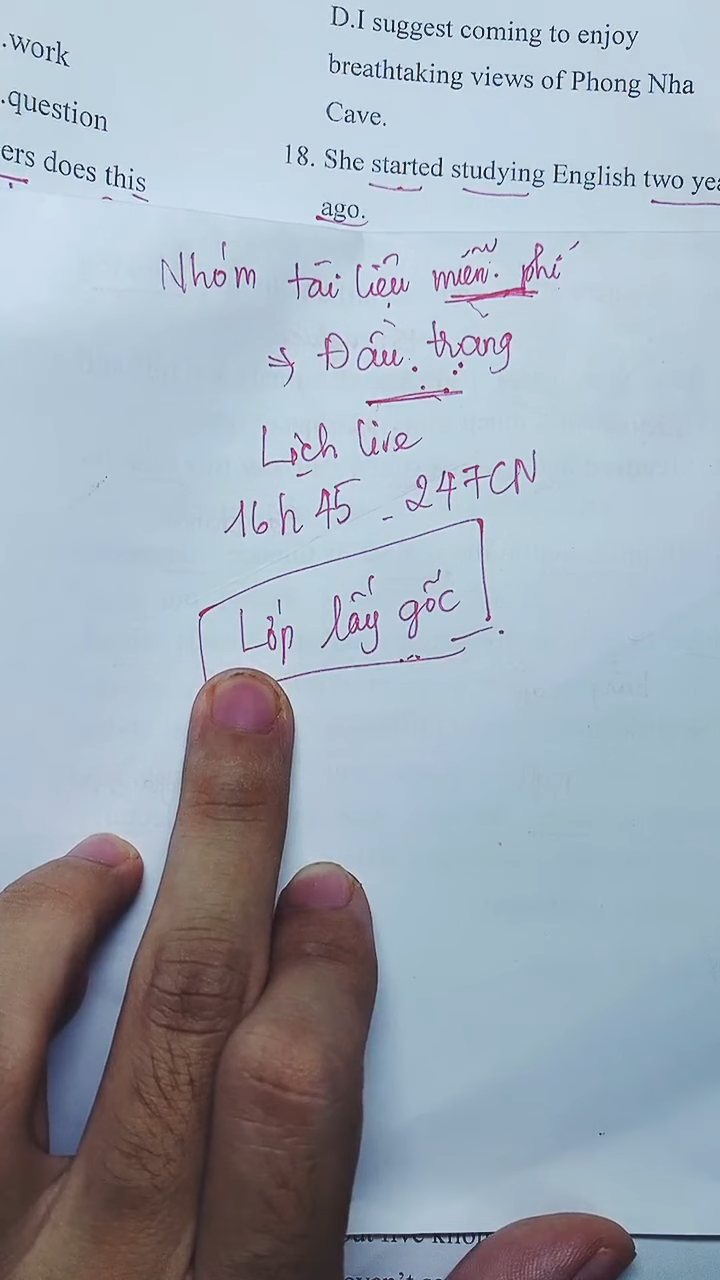 .work
.question
ers does this
D.I suggest coming to enjoy
breathtaking views of Phong Nha
Cave.
18. She started studying English two yea
ago.
Nhóm tài liệu miễn phí
⇒ Đầu trang
Lịch live
16h45 - 247CN
Lớp lấy gốc